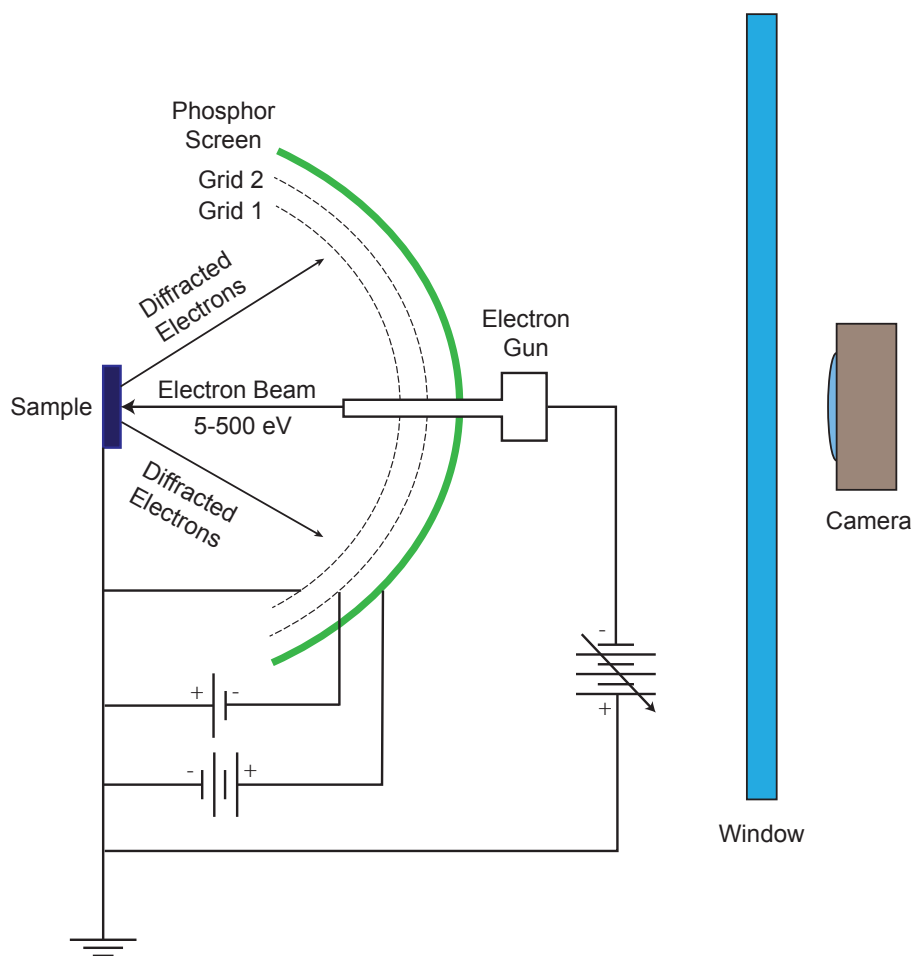 Phosphor
Screen
Grid 2
Grid 1
Diffracted
Electrons
Electron
Gun
Electron Beam
5-500 eV
Sample
Diffracted
Electrons
Camera
-
+
+ -
- +
Window